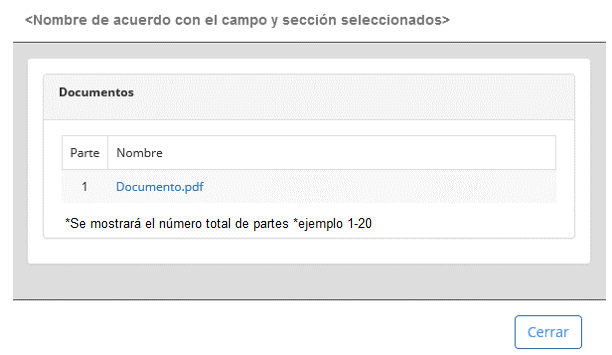 <Nombre de acuerdo con el campo y sección seleccionados>
Documentos
Parte Nombre
1 Documento.pdf
*Se mostrará el número total de partes *ejemplo 1-20
Cerrar